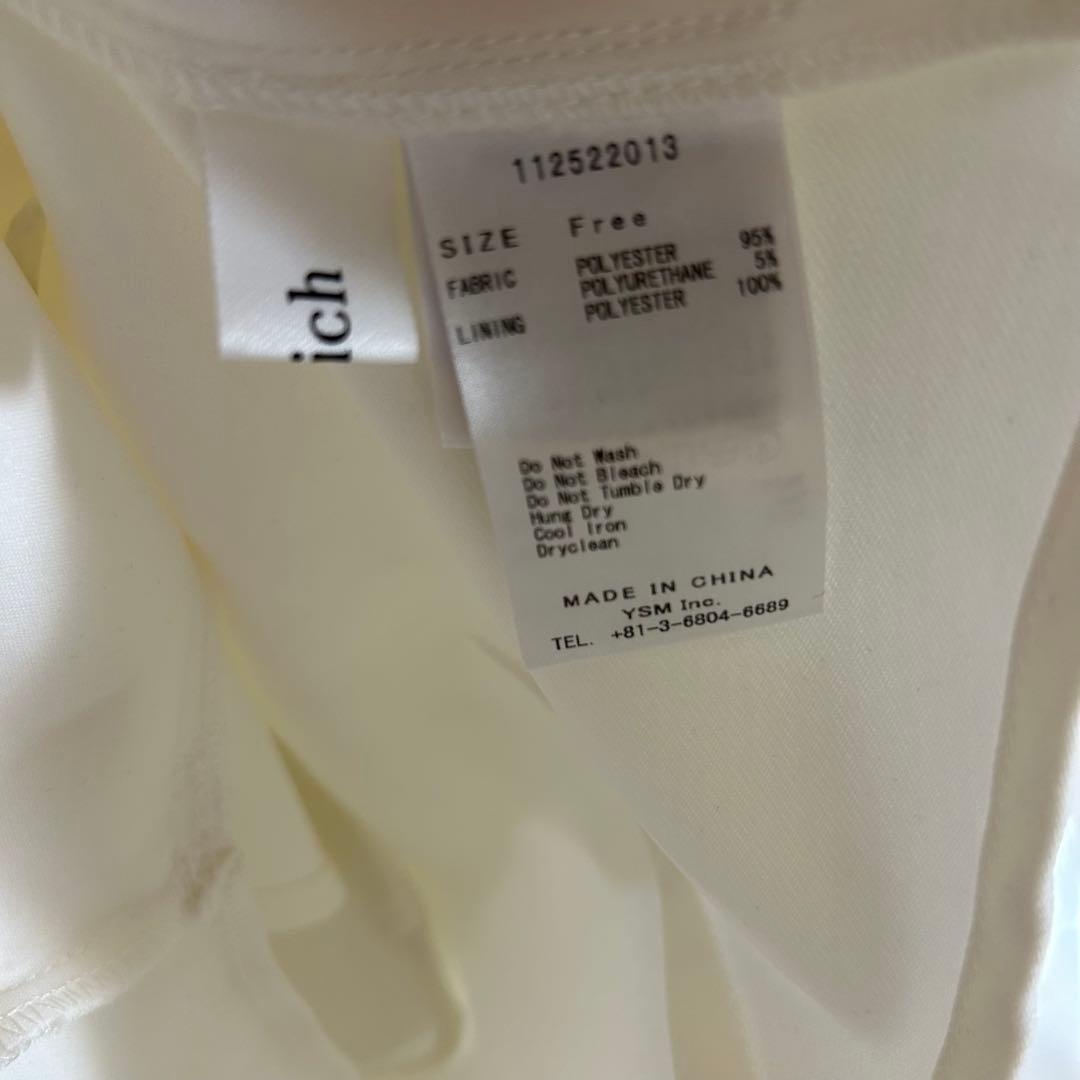 ich
112522013
SIZE Free
FABRIC POLYESTER 95%
POLYURETHANE 5%
LINING POLYESTER 100%
Do Not Wash
Do Not Bleach
Do Not Tumble Dry
Hung Dry
Cool Iron
Dryclean
MADE IN CHINA
YSM Inc.
TEL. +81-3-6804-6689